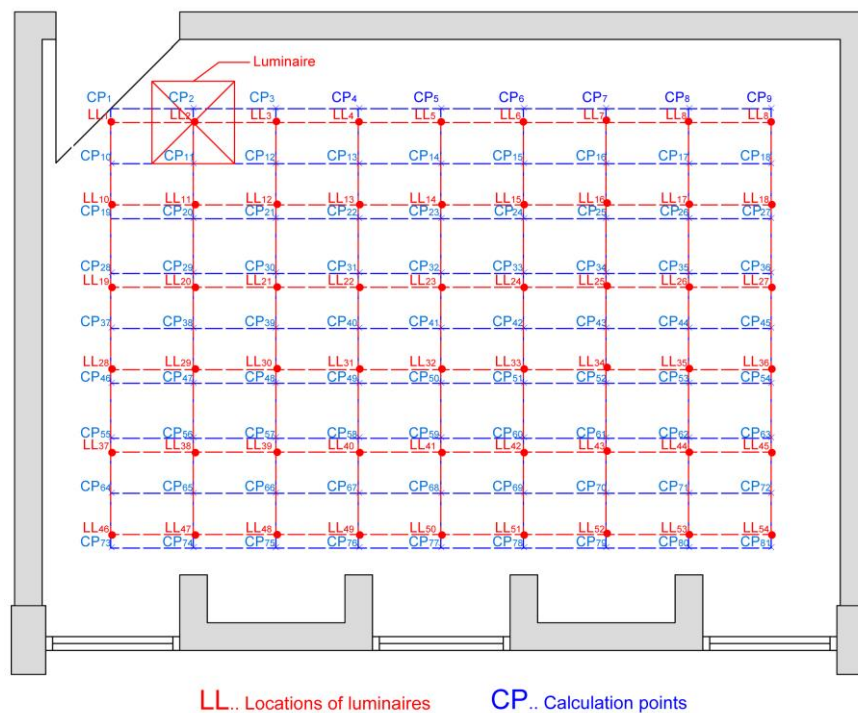 Luminaire
CP1 CP2 CP3 CP4 CP5 CP6 CP7 CP8 CP9
LL1 LL2 LL3 LL4 LL5 LL6 LL7 LL8 LL8
CP10 CP11 CP12 CP13 CP14 CP15 CP16 CP17 CP18
LL10 LL11 LL12 LL13 LL14 LL15 LL16 LL17 LL18
CP19 CP20 CP21 CP22 CP23 CP24 CP25 CP26 CP27
CP28 CP29 CP30 CP31 CP32 CP33 CP34 CP35 CP36
LL19 LL20 LL21 LL22 LL23 LL24 LL25 LL26 LL27
CP37 CP38 CP39 CP40 CP41 CP42 CP43 CP44 CP45
LL28 LL29 LL30 LL31 LL32 LL33 LL34 LL35 LL36
CP46 CP47 CP48 CP49 CP50 CP51 CP52 CP53 CP54
CP55 CP56 CP57 CP58 CP59 CP60 CP61 CP62 CP63
LL37 LL38 LL39 LL40 LL41 LL42 LL43 LL44 LL45
CP64 CP65 CP66 CP67 CP68 CP69 CP70 CP71 CP72
LL46 LL47 LL48 LL49 LL50 LL51 LL52 LL53 LL54
CP73 CP74 CP75 CP76 CP77 CP78 CP79 CP80 CP81
LL.. Locations of luminaires CP.. Calculation points